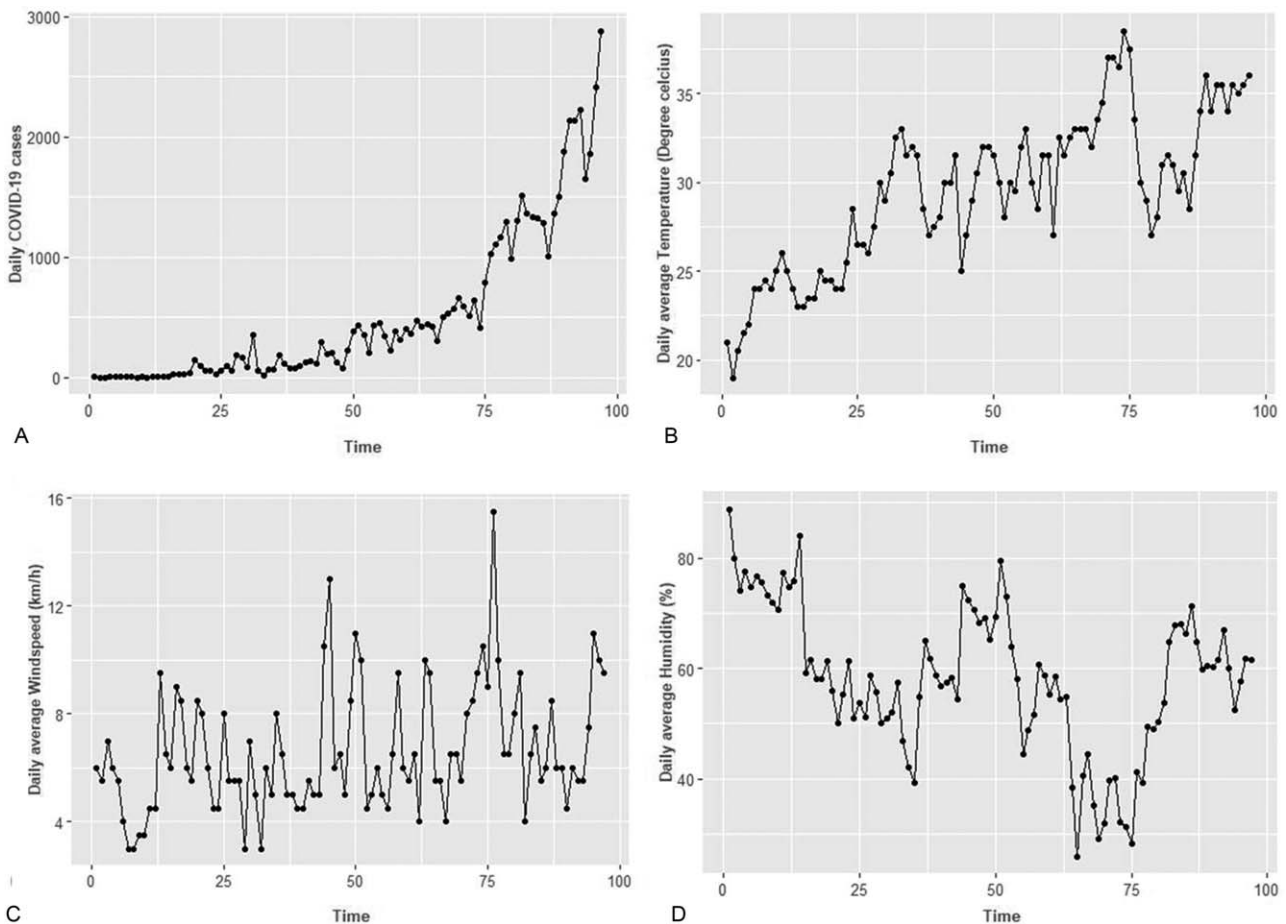 Daily COVID-19 cases
3000
2000
1000
0
0 25 50 75 100
Time
A
Daily average Temperature (Degree celcius)
35
30
25
20
0 25 50 75 100
Time
B
Daily average Windspeed (km/h)
16
12
8
4
0 25 50 75 100
Time
C
Daily average Humidity (%)
80
60
40
0 25 50 75 100
Time
D